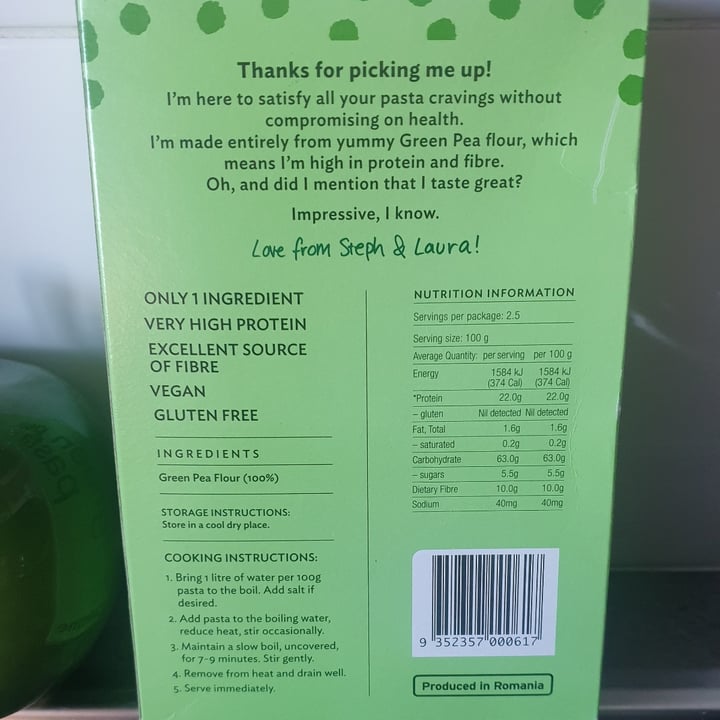 Thanks for picking me up!
I'm here to satisfy all your pasta cravings without
compromising on health.
I'm made entirely from yummy Green Pea flour, which
means I'm high in protein and fibre.
Oh, and did I mention that I taste great?
Impressive, I know.
Love from Steph & Laura!
ONLY 1 INGREDIENT
VERY HIGH PROTEIN
EXCELLENT SOURCE
OF FIBRE
VEGAN
GLUTEN FREE
INGREDIENTS
Green Pea Flour (100%)
STORAGE INSTRUCTIONS:
Store in a cool dry place.
COOKING INSTRUCTIONS:
1. Bring 1 litre of water per 100g
pasta to the boil. Add salt if
desired.
2. Add pasta to the boiling water,
reduce heat, stir occasionally.
3. Maintain a slow boil, uncovered,
for 7-9 minutes. Stir gently.
4. Remove from heat and drain well.
5. Serve immediately.
NUTRITION INFORMATION
Servings per package: 2.5
Serving size: 100 g
Average Quantity: per serving per 100 g
Energy 1584 kJ 1584 kJ
(374 Cal) (374 Cal)
*Protein 22.0g 22.0g
– gluten Nil detected Nil detected
Fat, Total 1.6g 1.6g
– saturated 0.2g 0.2g
Carbohydrate 63.0g 63.0g
– sugars 5.5g 5.5g
Dietary Fibre 10.0g 10.0g
Sodium 40mg 40mg
9 352357 000617
Produced in Romania